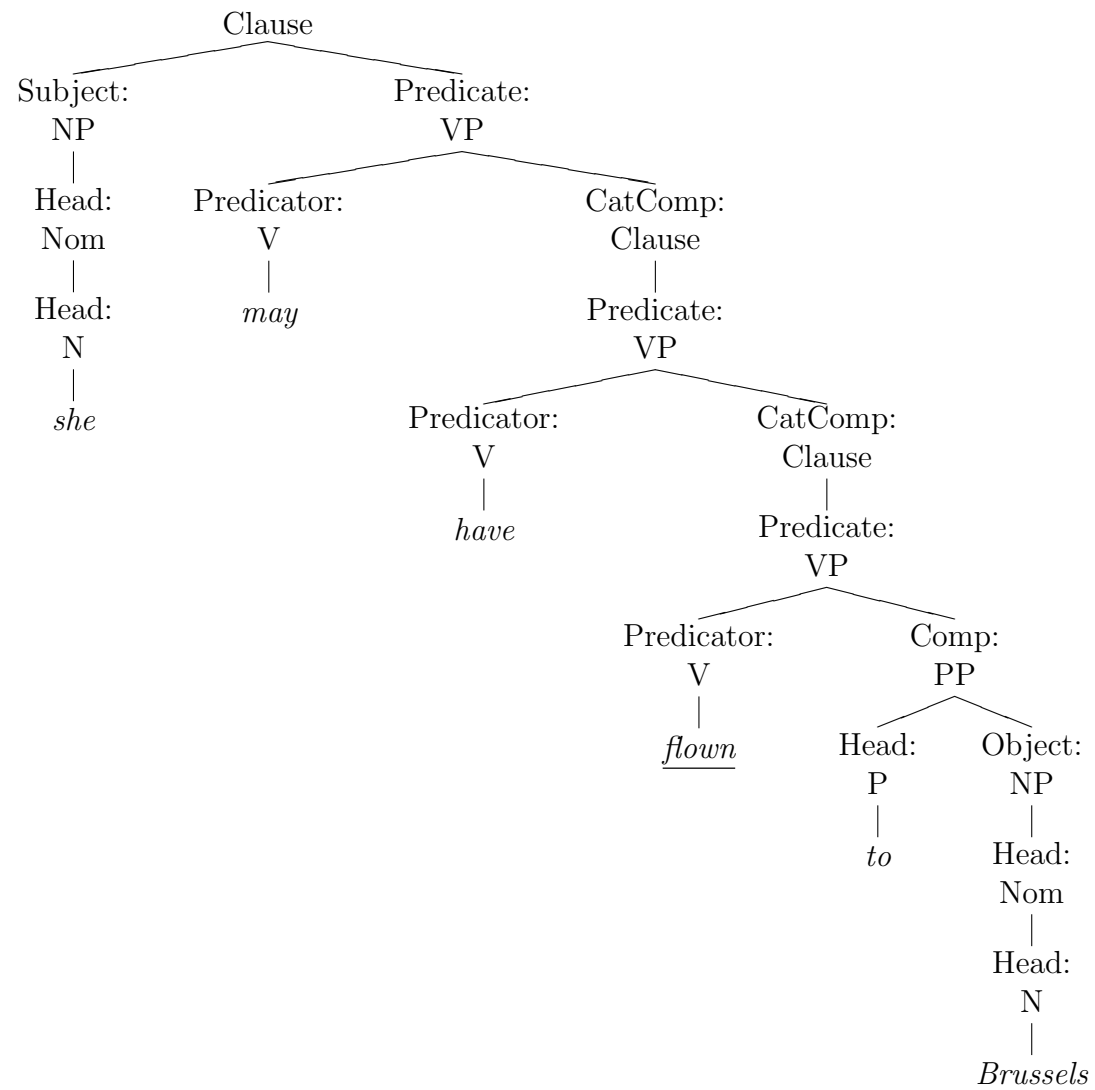 Clause
Subject: Predicate:
NP VP
Head: Predicator: CatComp:
Nom V Clause
Head: may Predicate:
N VP
she Predicator: CatComp:
V Clause
have Predicate:
VP
Predicator: Comp:
V PP
flown Head: Object:
P NP
to Head:
Nom
Head:
N
Brussels